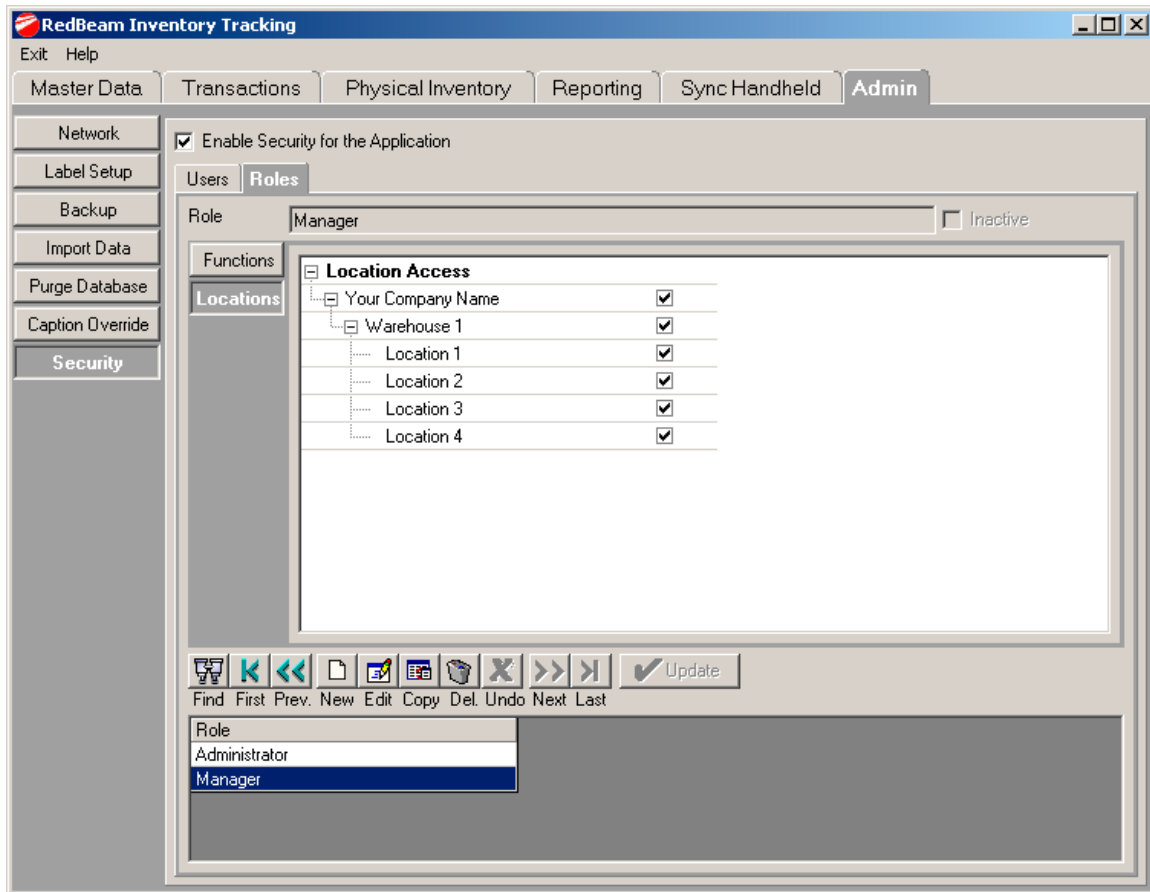 RedBeam Inventory Tracking
Exit Help
Master Data Transactions Physical Inventory Reporting Sync Handheld Admin
Network
Label Setup
Backup
Import Data
Purge Database
Caption Override
Security
Enable Security for the Application
Users Roles
Role Manager Inactive
Functions
Locations
Location Access
Your Company Name
Warehouse 1
Location 1
Location 2
Location 3
Location 4
Update
Find First Prev. New Edit Copy Del. Undo Next Last
Role
Administrator
Manager